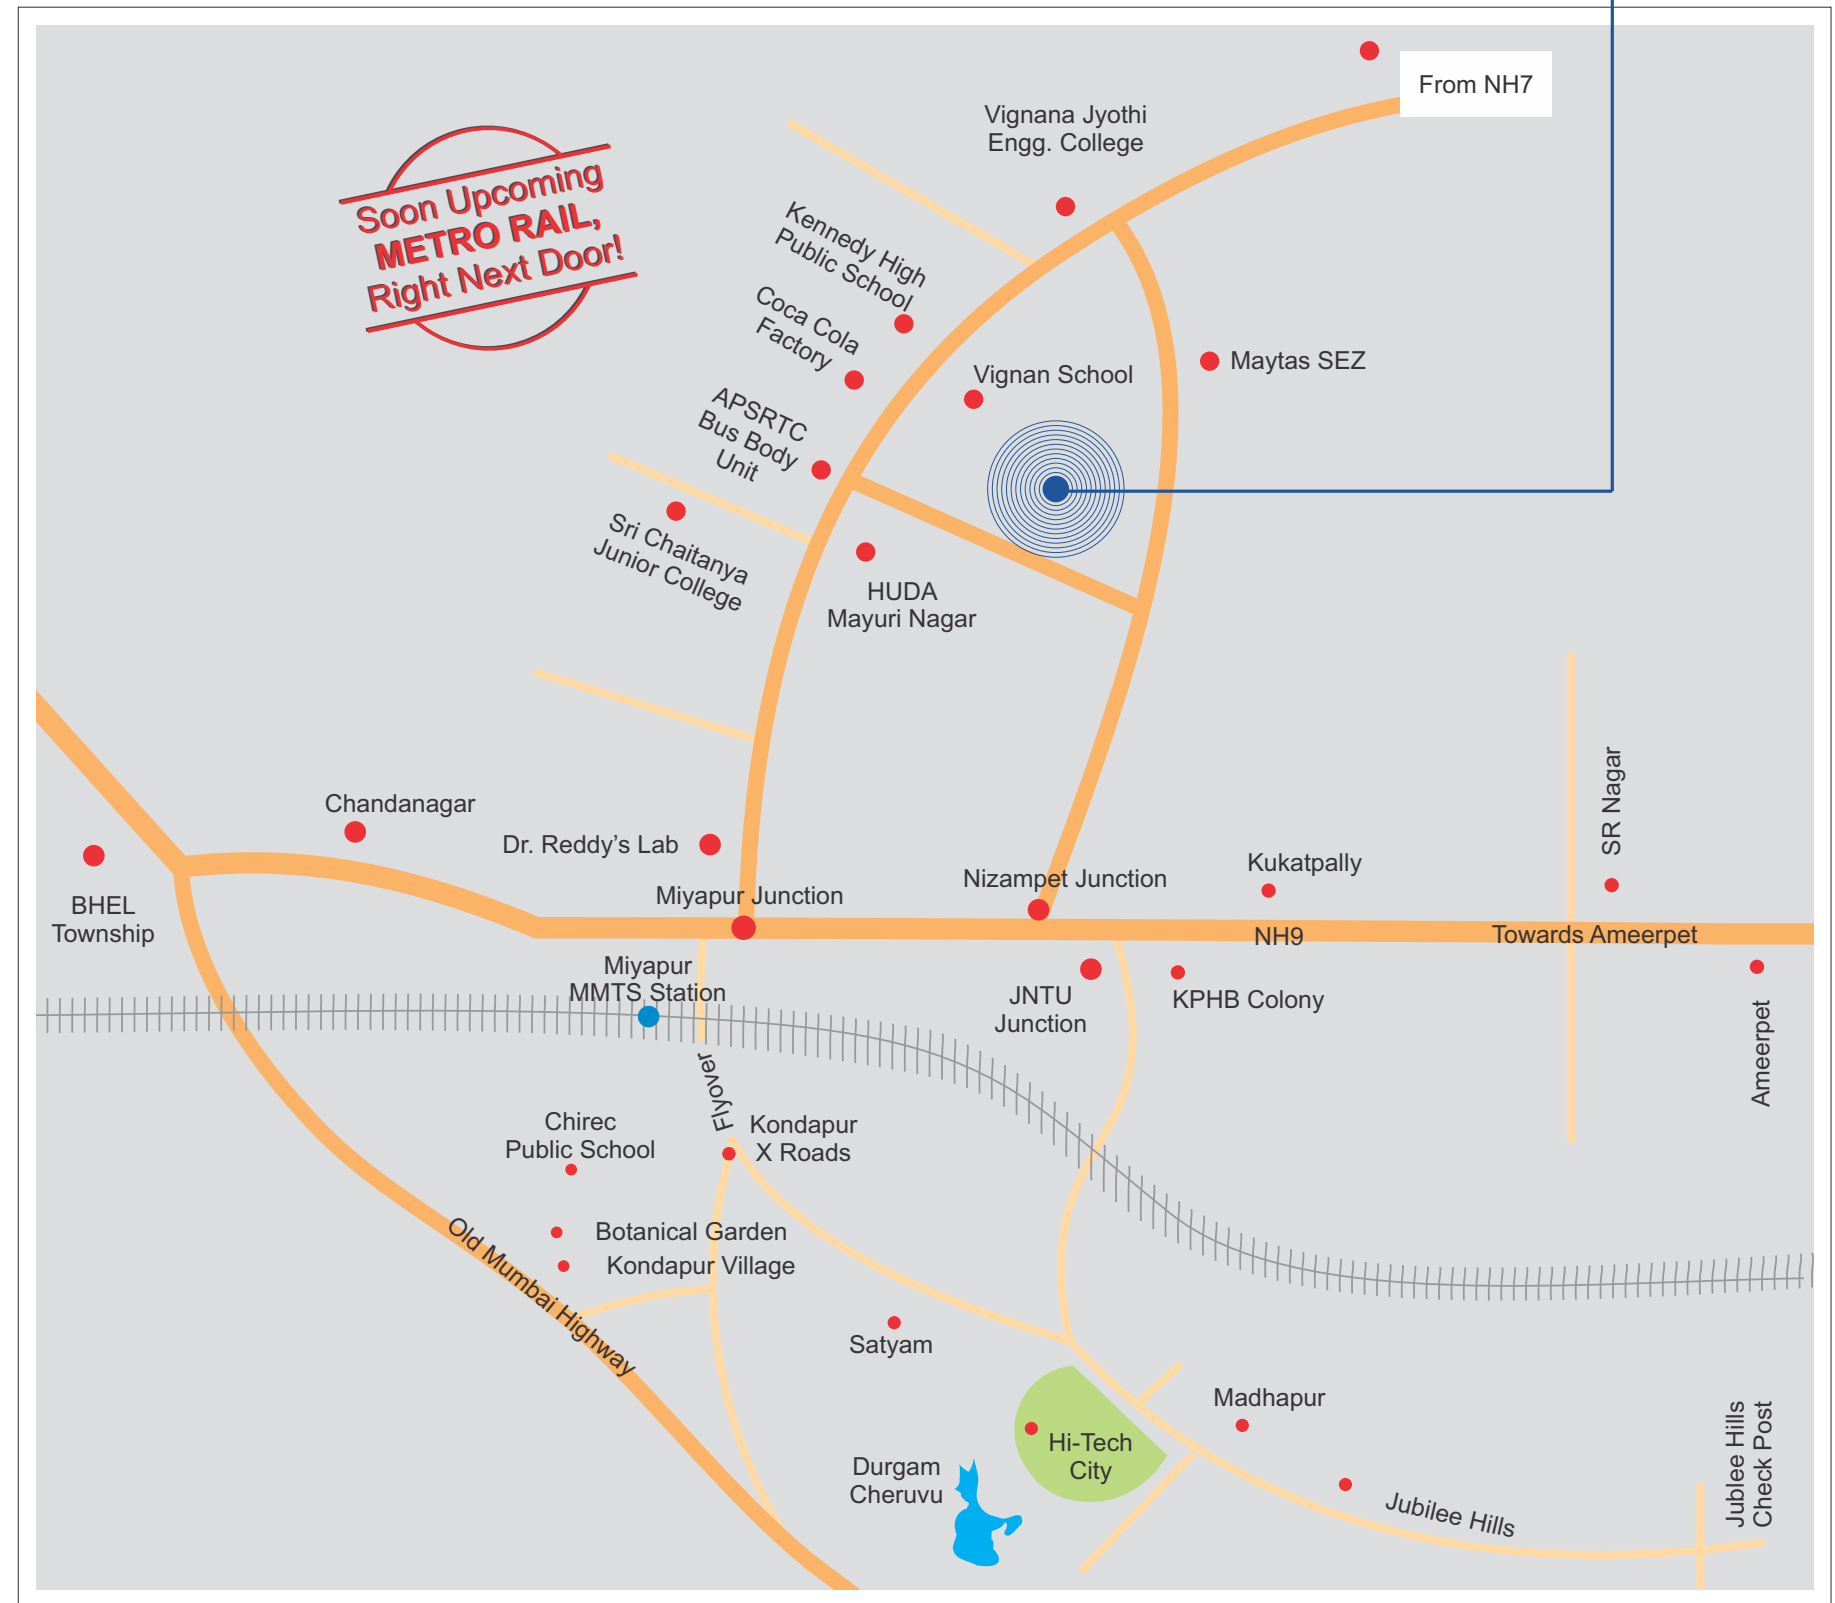 From NH7
Vignana Jyothi
Engg. College
Soon Upcoming
METRO RAIL,
Right Next Door!
Kennedy High
Public School
Coca Cola
Factory
Vignan School
Maytas SEZ
APSRTC
Bus Body
Unit
Sri Chaitanya
Junior College
HUDA
Mayuri Nagar
SR Nagar
Chandanagar
Dr. Reddy’s Lab
Miyapur Junction
Nizampet Junction
Kukatpally
BHEL
Township
NH9
Towards Ameerpet
Miyapur
MMTS Station
JNTU
Junction
KPHB Colony
Ameerpet
Flyover
Chirec
Public School
Kondapur
X Roads
Botanical Garden
Kondapur Village
Old Mumbai Highway
Satyam
Madhapur
Hi-Tech
City
Durgam
Cheruvu
Jubilee Hills
Jublee Hills
Check Post